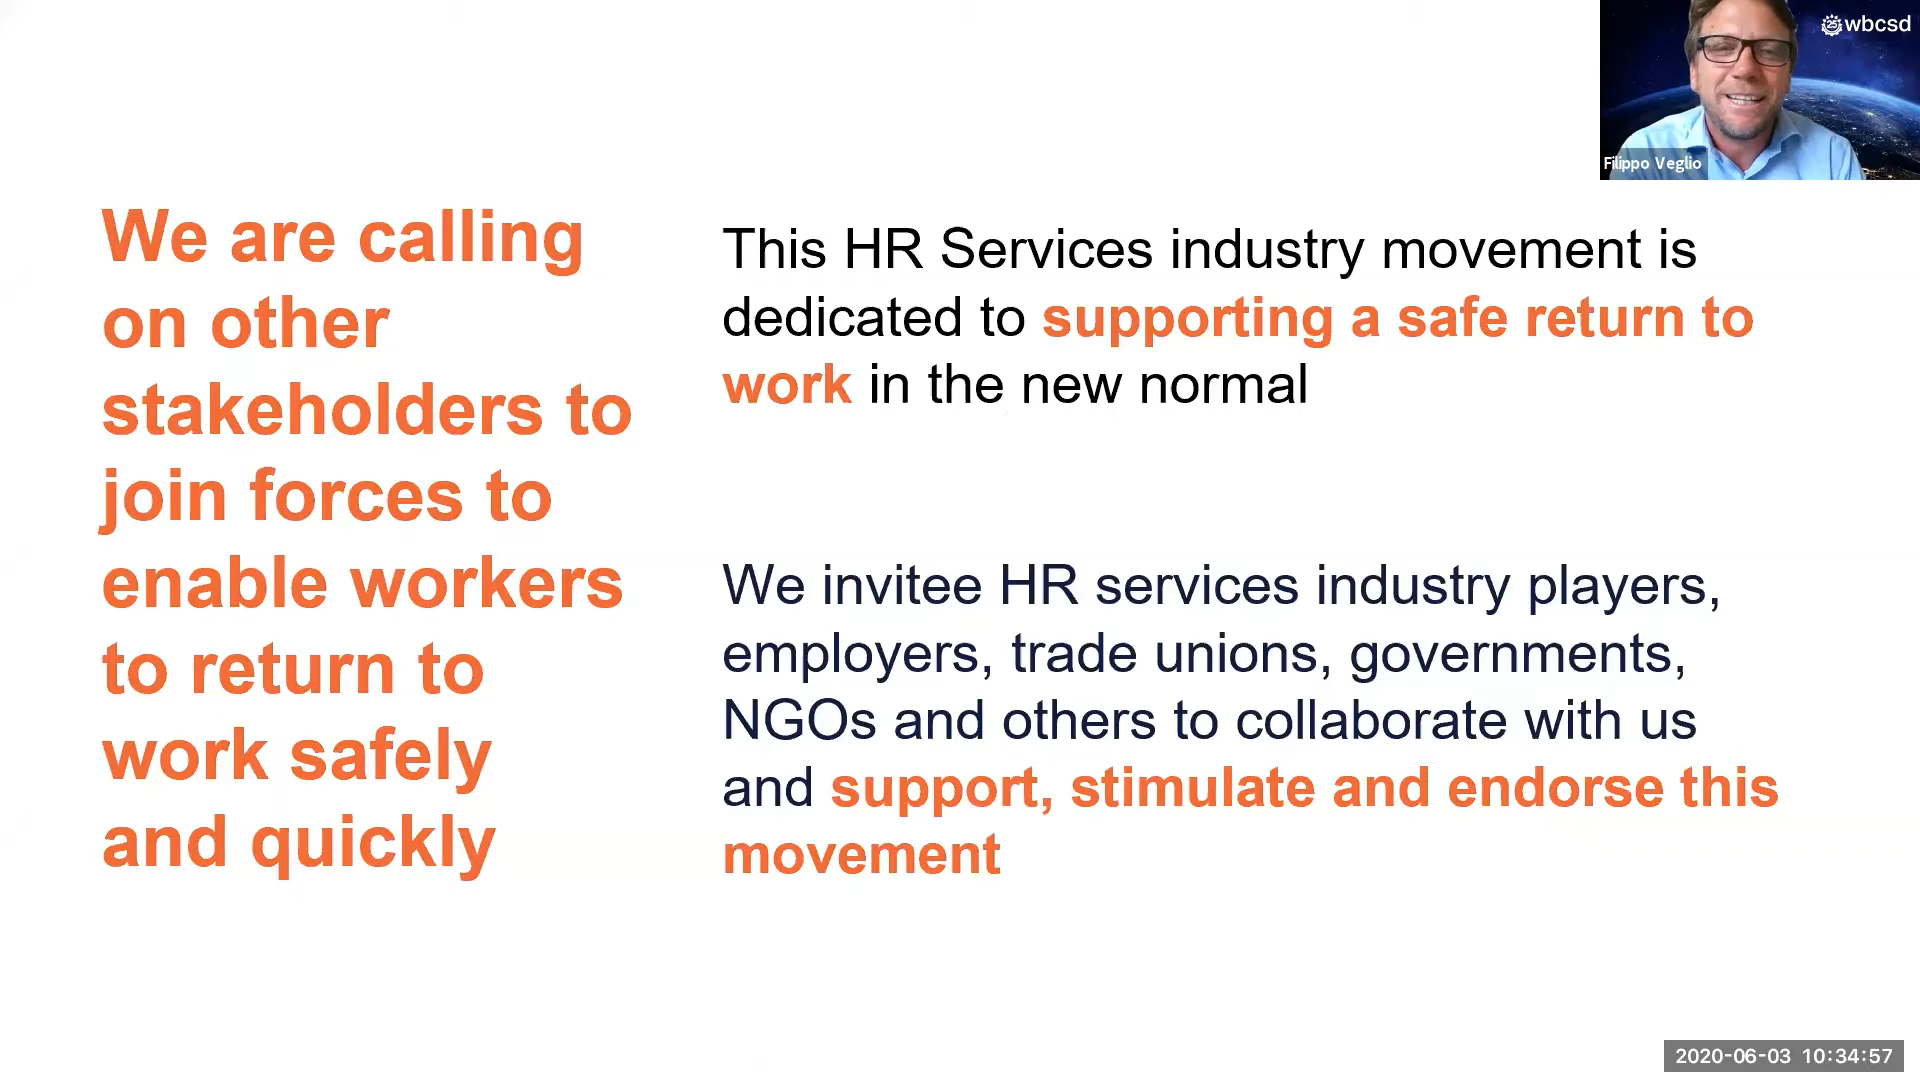 wbcsd
Filippo Veglio
We are calling
on other
stakeholders to
join forces to
enable workers
to return to
work safely
and quickly
This HR Services industry movement is
dedicated to supporting a safe return to
work in the new normal
We invitee HR services industry players,
employers, trade unions, governments,
NGOs and others to collaborate with us
and support, stimulate and endorse this
movement
2020-06-03 10:34:57